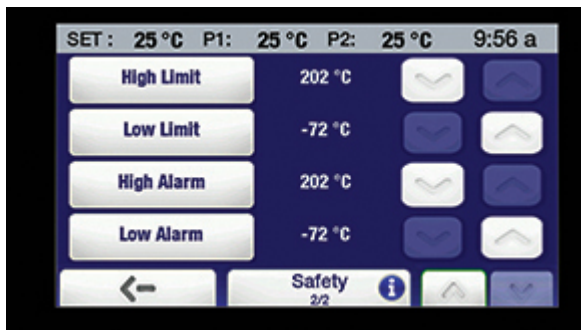 SET: 25 °C P1: 25 °C P2: 25 °C 9:56 a
High Limit 202 °C
Low Limit -72 °C
High Alarm 202 °C
Low Alarm -72 °C
Safety
2/2
i